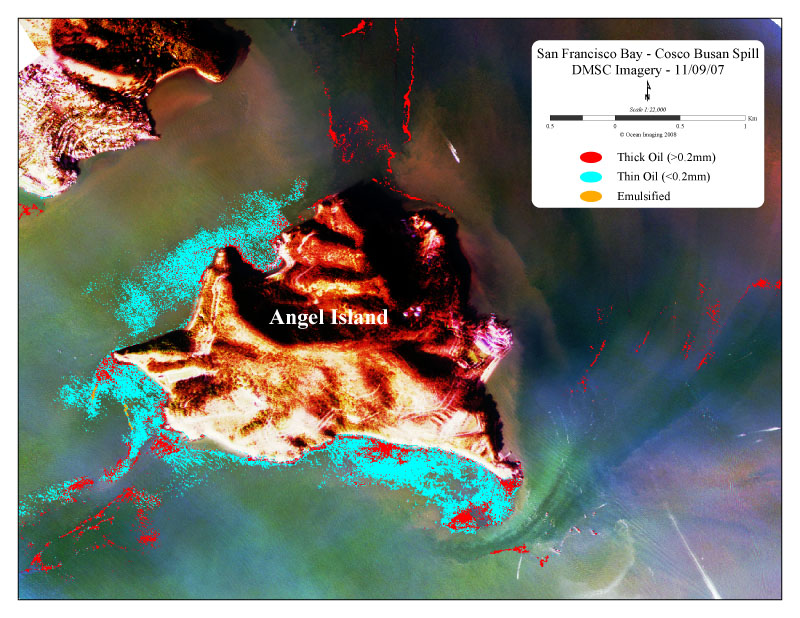 San Francisco Bay - Cosco Busan Spill
DMSC Imagery - 11/09/07
N
Scale 1:22,000
0.5 0 0.5 1 Km
© Ocean Imaging 2008
Thick Oil (>0.2mm)
Thin Oil (<0.2mm)
Emulsified
Angel Island